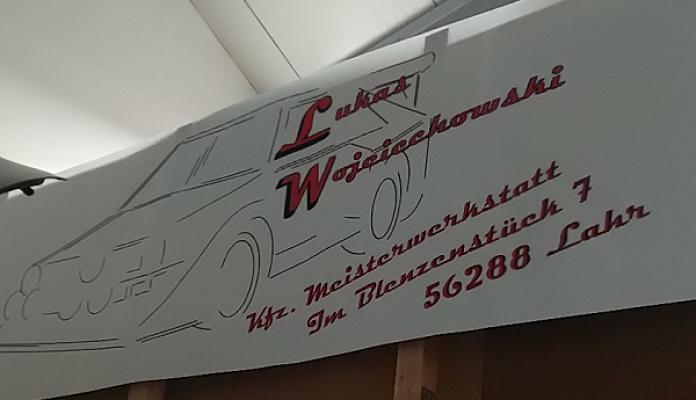 Lukas
Wojciechowski
Kfz. Meisterwerkstatt
Im Blenzenstück 7
56288 Lahr